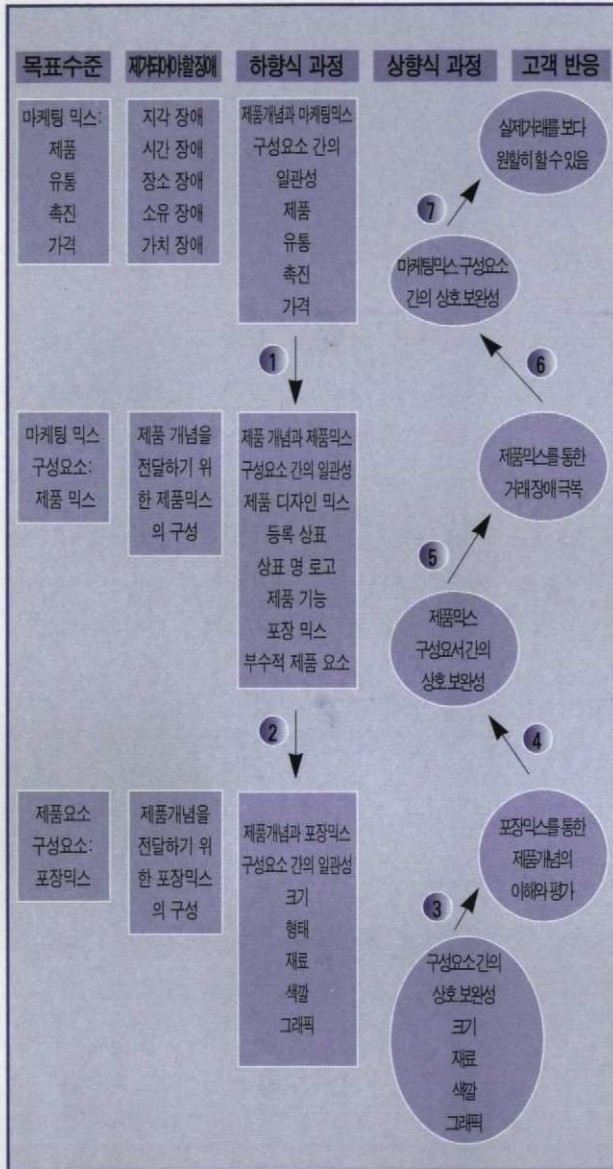 목표수준
제거되어야 할 장애
하향식 과정
상향식 과정
고객 반응
마케팅 믹스:
제품
유통
촉진
가격
지각 장애
시간 장애
장소 장애
소유 장애
가치 장애
제품개념과 마케팅믹스
구성요소 간의
일관성
제품
유통
촉진
가격
실제거래를 보다
원활히 할 수 있음
7
마케팅믹스 구성요소
간의 상호 보완성
1
6
마케팅 믹스
구성요소:
제품 믹스
제품 개념을
전달하기 위
한 제품믹스
의 구성
제품 개념과 제품믹스
구성요소 간의 일관성
제품 디자인 믹스
등록 상표
상표 명 로고
제품 기능
포장 믹스
부수적 제품 요소
제품믹스를 통한
거래 장애 극복
5
제품믹스
구성요서 간의
상호 보완성
2
4
제품요소
구성요소:
포장믹스
제품개념을
전달하기 위
한 포장믹스
의 구성
제품개념과 포장믹스
구성요소 간의 일관성
크기
형태
재료
색깔
그래픽
포장믹스를 통한
제품개념의
이해와 평가
3
구성요소 간의
상호 보완성
크기
재료
색깔
그래픽